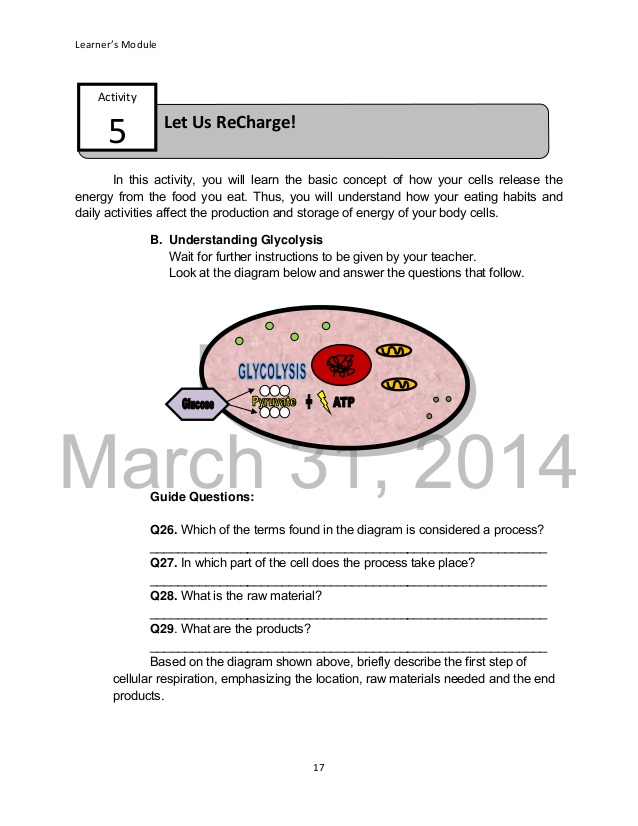 Learner's Module
Activity
5
Let Us ReCharge!
In this activity, you will learn the basic concept of how your cells release the
energy from the food you eat. Thus, you will understand how your eating habits and
daily activities affect the production and storage of energy of your body cells.
B. Understanding Glycolysis
Wait for further instructions to be given by your teacher.
Look at the diagram below and answer the questions that follow.
GLYCOLYSIS
Glucose
Pyruvate + ATP
March 31, 2014
Guide Questions:
Q26. Which of the terms found in the diagram is considered a process?
Q27. In which part of the cell does the process take place?
Q28. What is the raw material?
Q29. What are the products?
Based on the diagram shown above, briefly describe the first step of
cellular respiration, emphasizing the location, raw materials needed and the end
products.
17